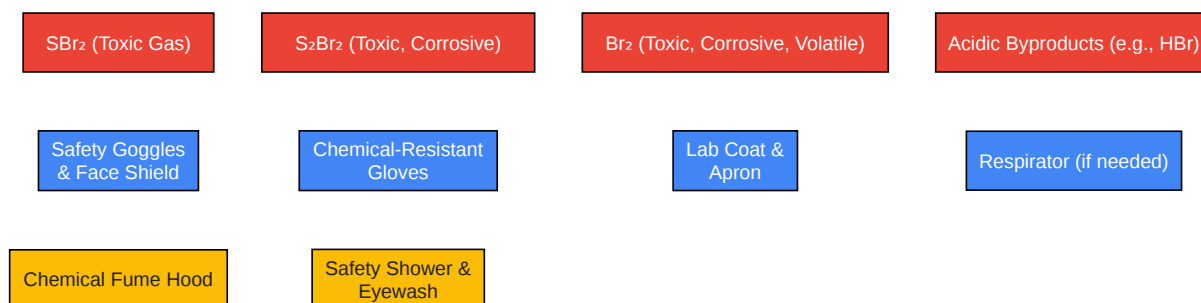 SBr₂ (Toxic Gas)
S₂Br₂ (Toxic, Corrosive)
Br₂ (Toxic, Corrosive, Volatile)
Acidic Byproducts (e.g., HBr)
Safety Goggles
& Face Shield
Chemical-Resistant
Gloves
Lab Coat &
Apron
Respirator (if needed)
Chemical Fume Hood
Safety Shower &
Eyewash